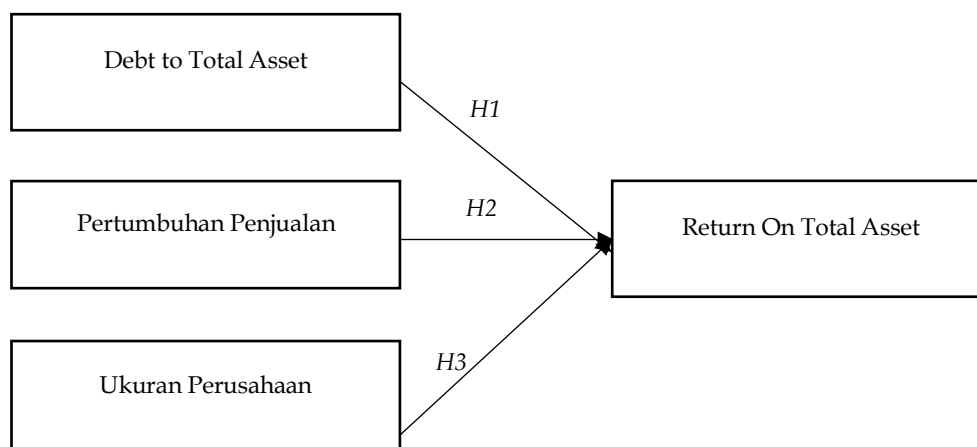 Debt to Total Asset
H1
Pertumbuhan Penjualan
H2
Return On Total Asset
H3
Ukuran Perusahaan